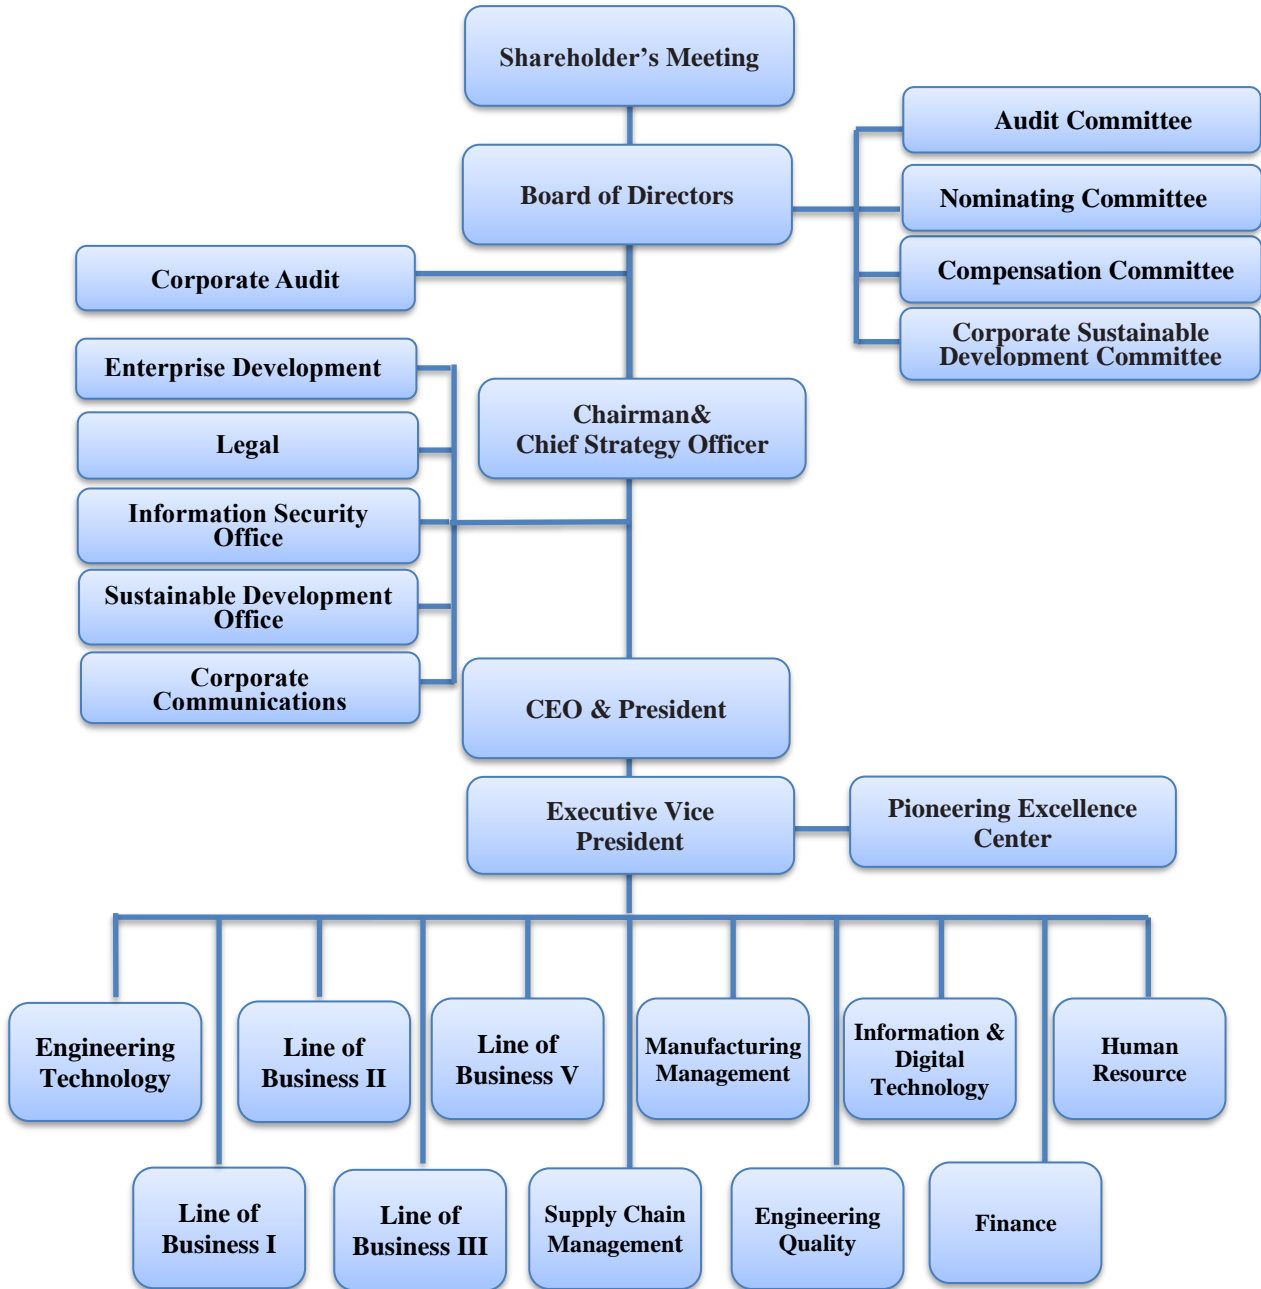 Shareholder's Meeting
Audit Committee
Board of Directors
Nominating Committee
Corporate Audit
Compensation Committee
Corporate Sustainable
Development Committee
Enterprise Development
Chairman&
Chief Strategy Officer
Legal
Information Security
Office
Sustainable Development
Office
Corporate
Communications
CEO & President
Executive Vice
President
Pioneering Excellence
Center
Engineering
Technology
Line of
Business II
Line of
Business V
Manufacturing
Management
Information &
Digital
Technology
Human
Resource
Line of
Business I
Line of
Business III
Supply Chain
Management
Engineering
Quality
Finance